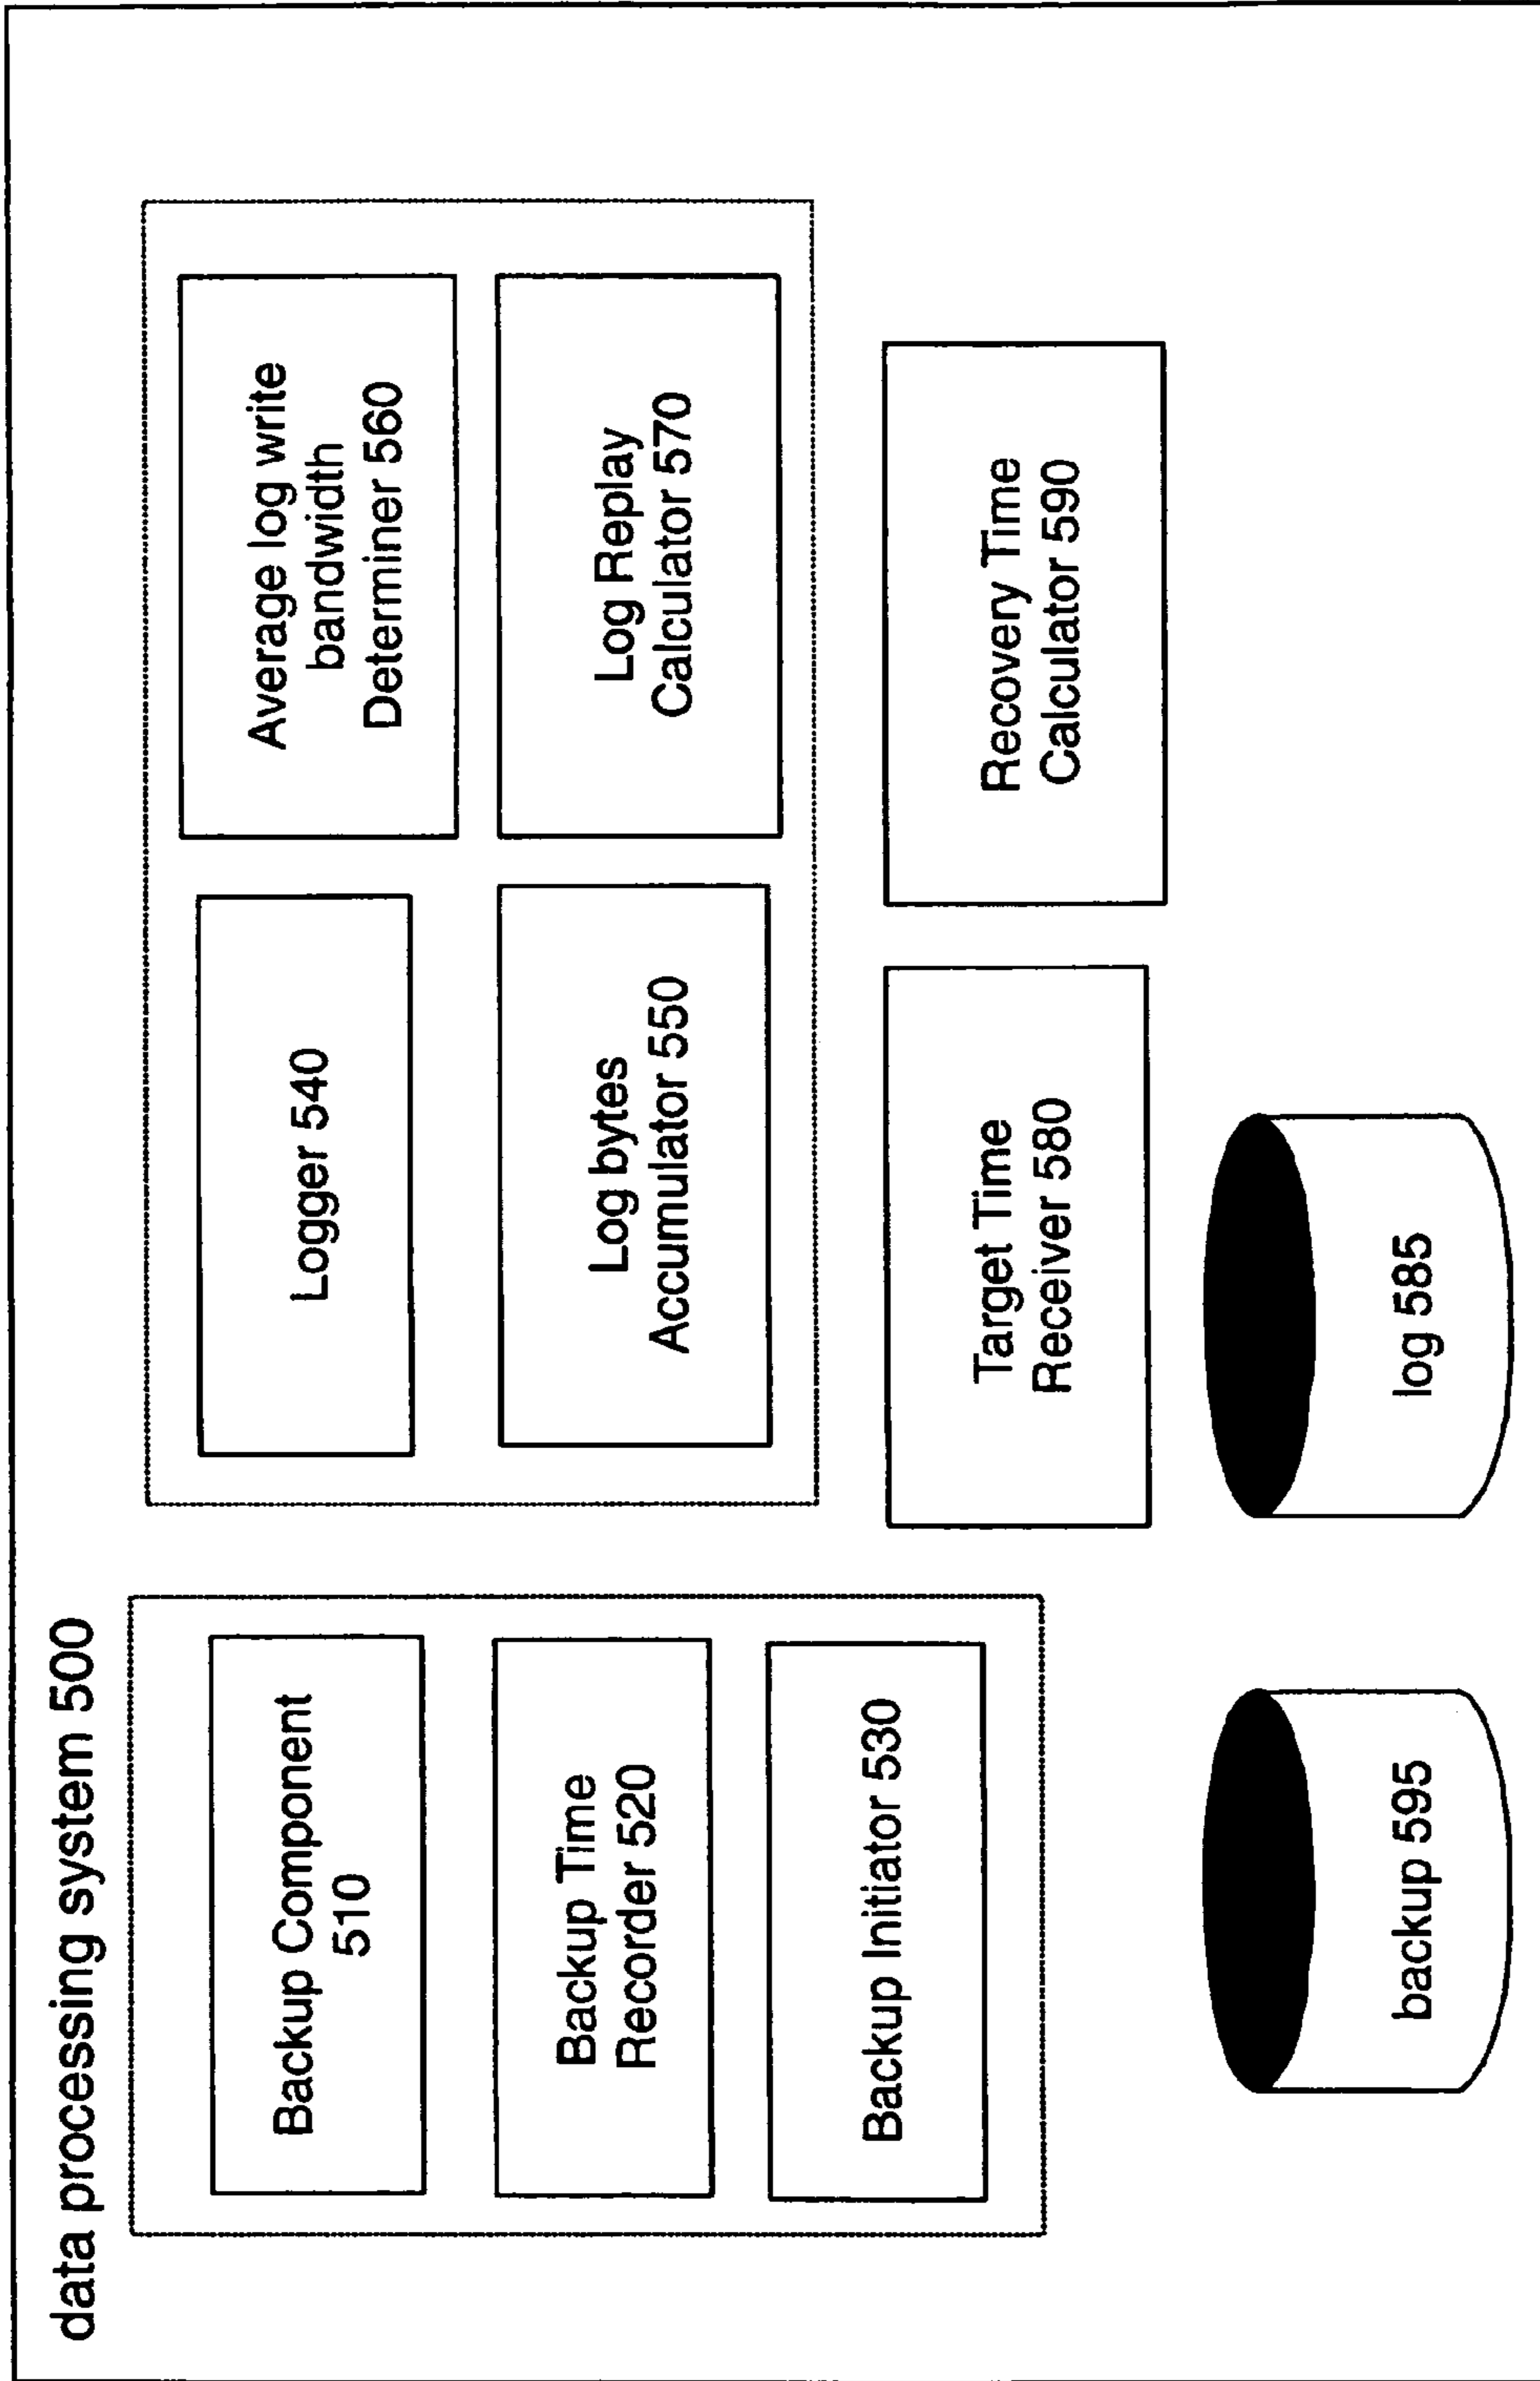 data processing system 500
Backup Component
510
Backup Time
Recorder 520
Backup Initiator 530
Logger 540
Log bytes
Accumulator 550
Average log write
bandwidth
Determiner 560
Log Replay
Calculator 570
Target Time
Receiver 580
Recovery Time
Calculator 590
backup 595
log 585